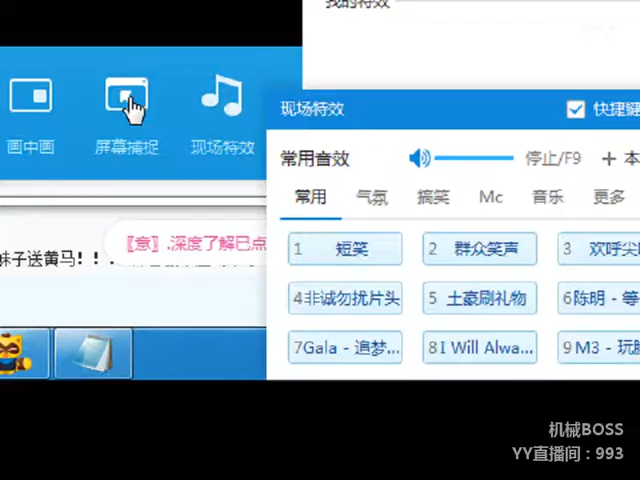 我的特效
现场特效
快捷键
画中画
屏幕捕捉
现场特效
常用音效
停止/F9
+ 本
常用
气氛
搞笑
Mc
音乐
更多
〖意〗.深度了解已点
妹子送黄马！！
1 短笑
2 群众笑声
3 欢呼尖
4非诚勿扰片头
5 土豪刷礼物
6陈明 - 等
7Gala - 追梦...
8I Will Alwa...
9M3 - 玩
机械BOSS
YY直播间：993